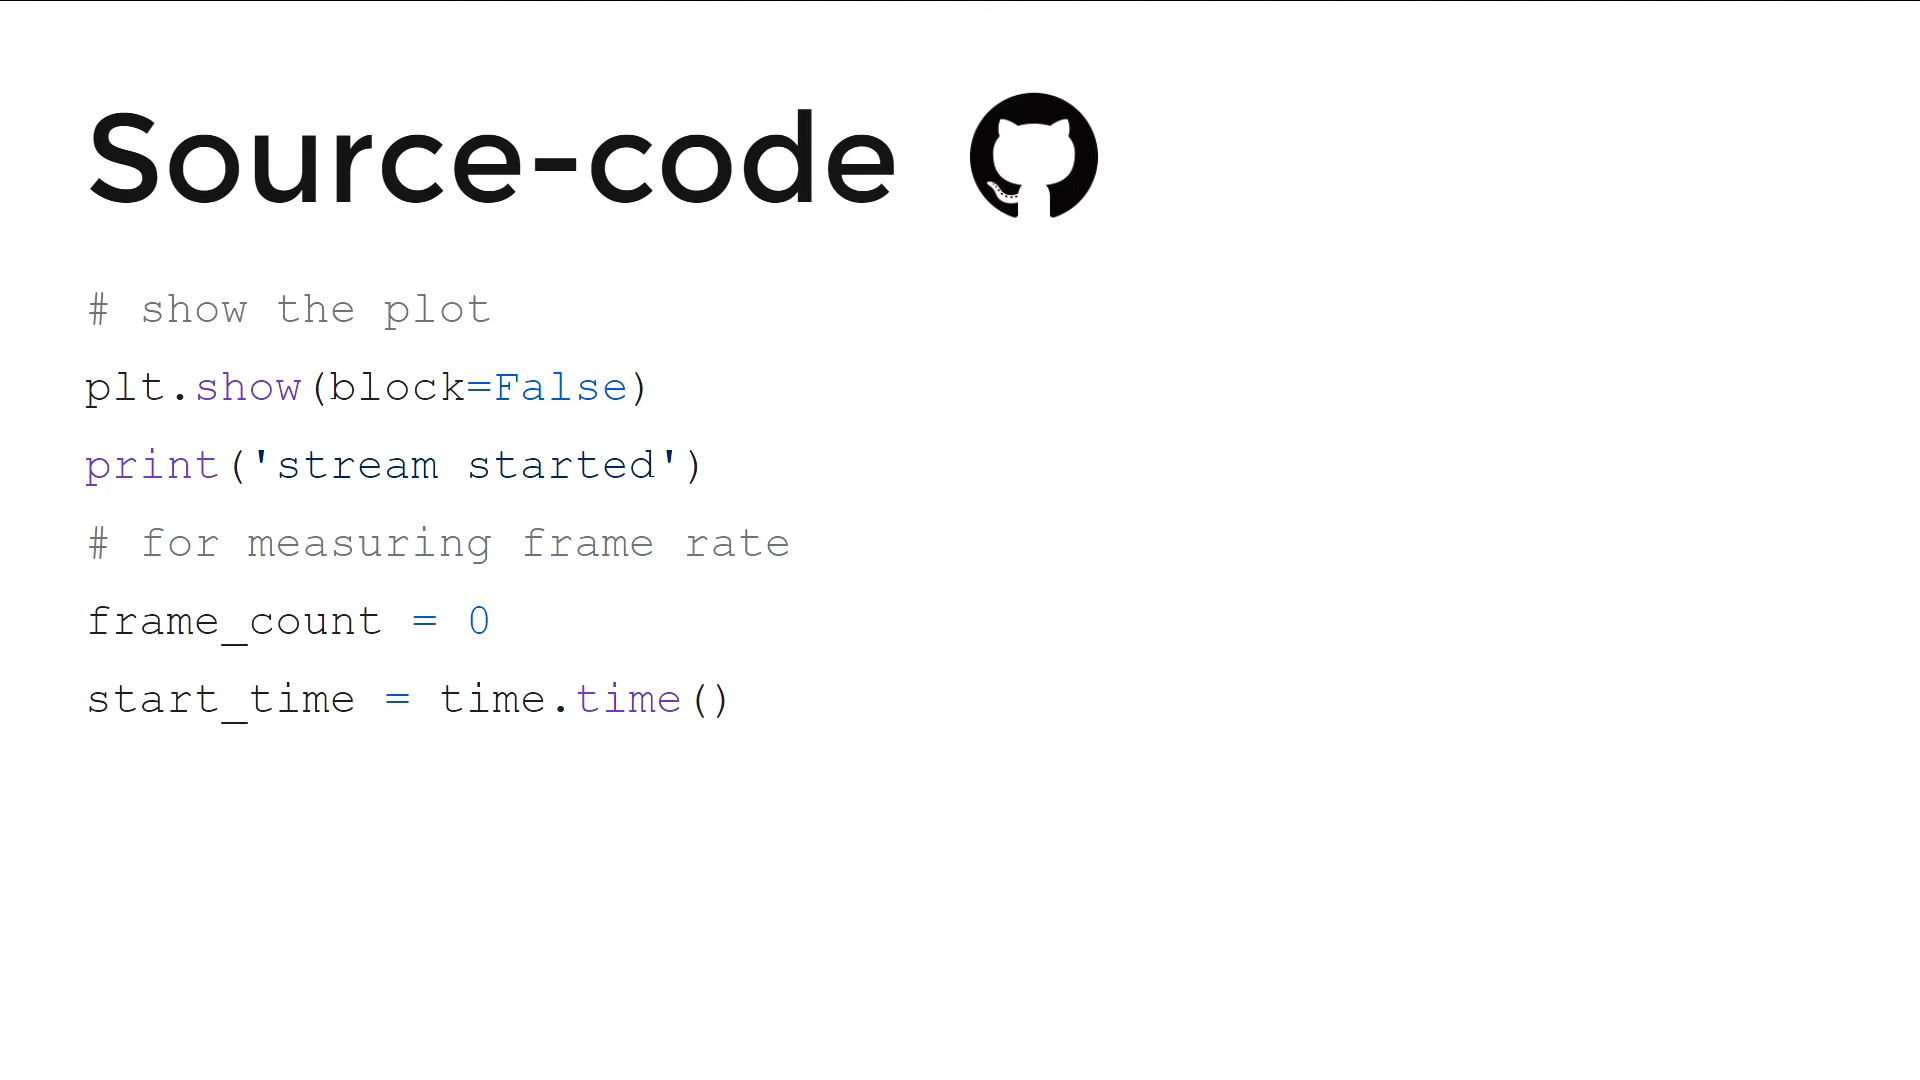 Source-code
# show the plot
plt.show(block=False)
print('stream started')
# for measuring frame rate
frame_count = 0
start_time = time.time()